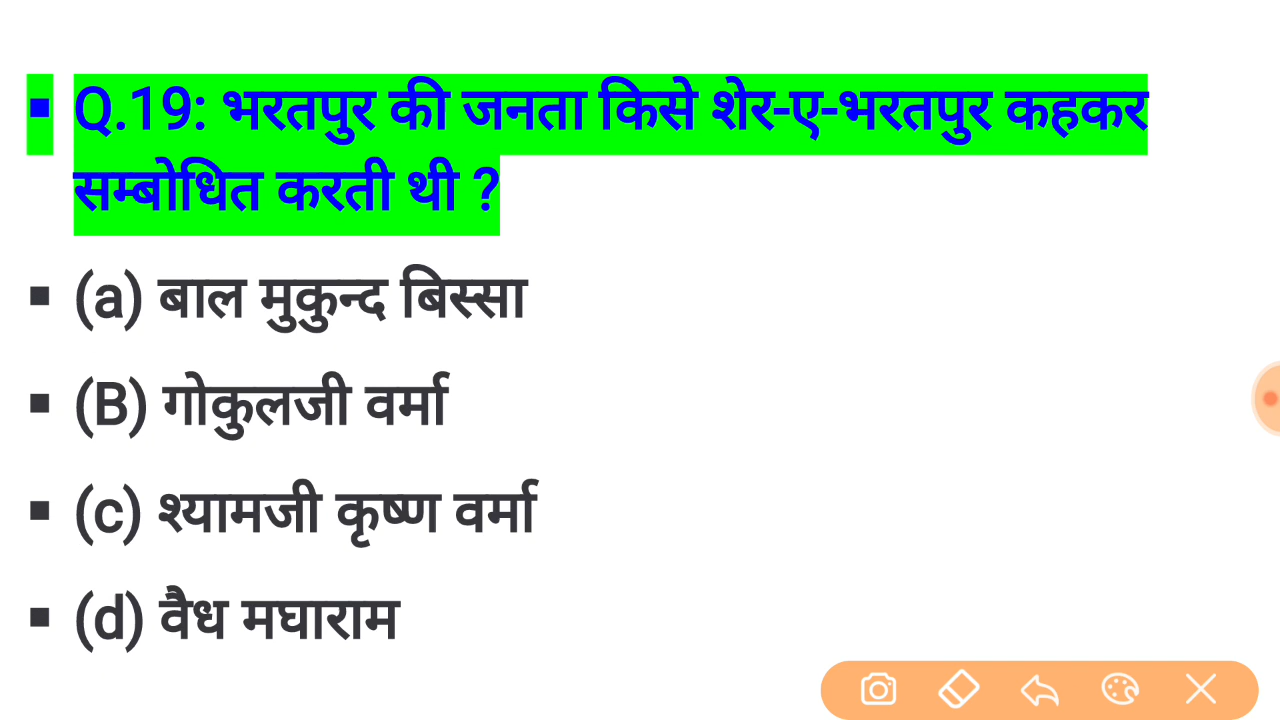 ▪ Q.19: भरतपुर की जनता किसे शेर-ए-भरतपुर कहकर
सम्बोधित करती थी ?
▪ (a) बाल मुकुन्द बिस्सा
▪ (B) गोकुलजी वर्मा
▪ (c) श्यामजी कृष्ण वर्मा
▪ (d) वैध मघाराम